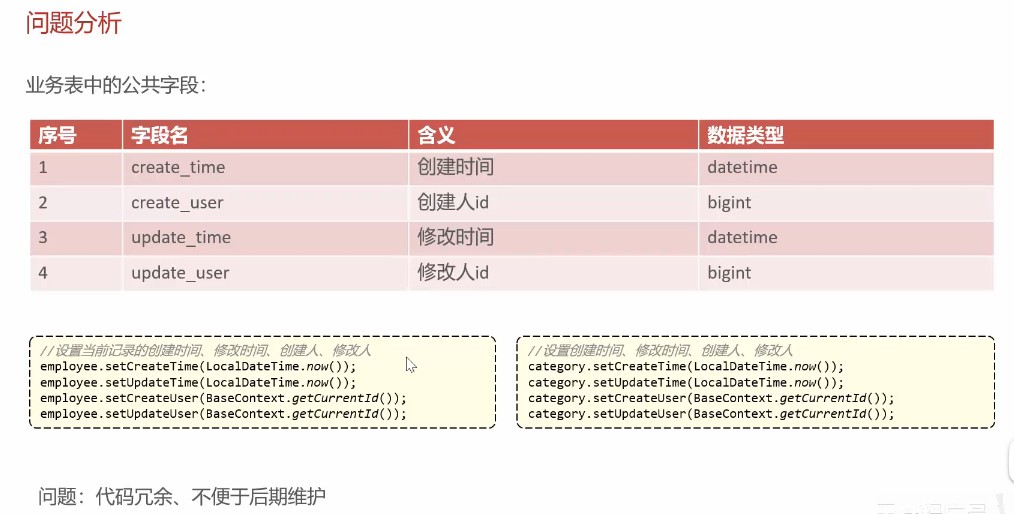 问题分析
业务表中的公共字段：
序号 字段名 含义 数据类型
1 create_time 创建时间 datetime
2 create_user 创建人id bigint
3 update_time 修改时间 datetime
4 update_user 修改人id bigint
//设置当前记录的创建时间、修改时间、创建人、修改人
employee.setCreateTime(LocalDateTime.now());
employee.setUpdateTime(LocalDateTime.now());
employee.setCreateUser(BaseContext.getCurrentId());
employee.setUpdateUser(BaseContext.getCurrentId());
//设置创建时间、修改时间、创建人、修改人
category.setCreateTime(LocalDateTime.now());
category.setUpdateTime(LocalDateTime.now());
category.setCreateUser(BaseContext.getCurrentId());
category.setUpdateUser(BaseContext.getCurrentId());
问题：代码冗余、不便于后期维护